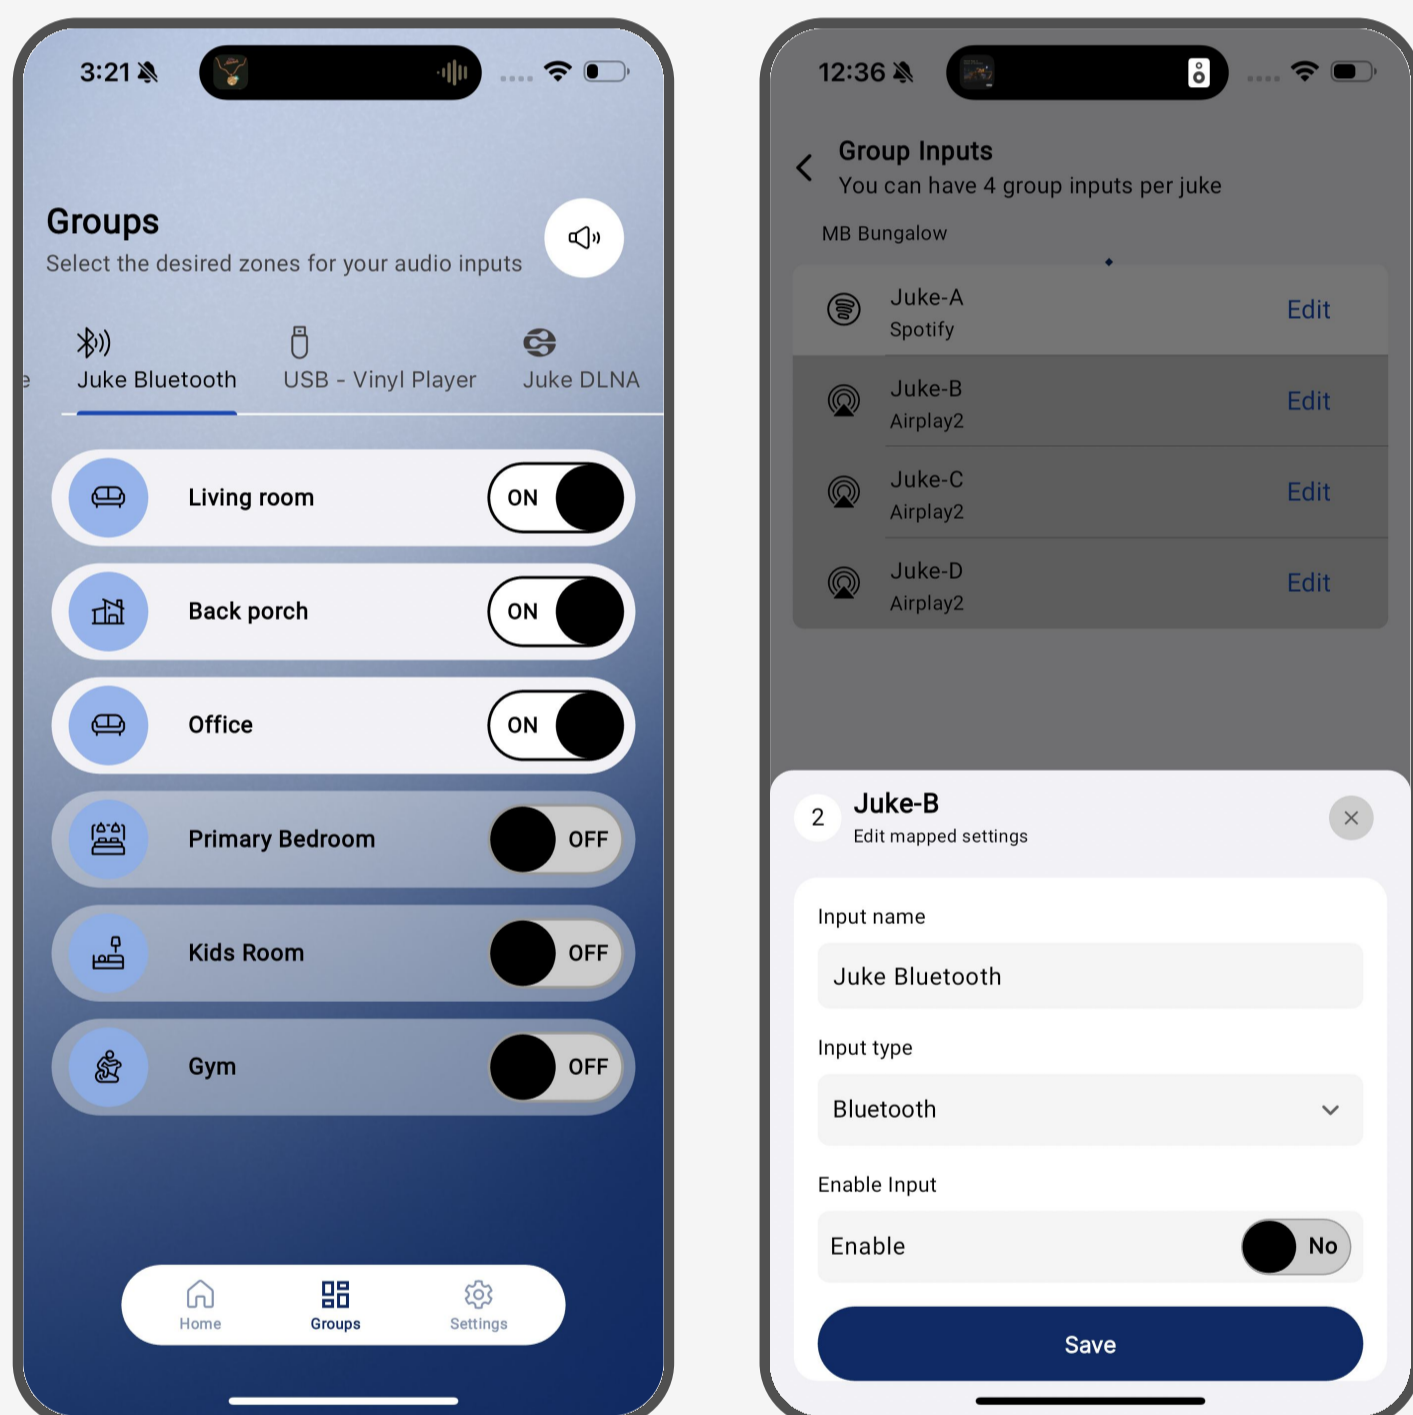 3:21
Groups
Select the desired zones for your audio inputs
Juke Bluetooth
USB - Vinyl Player
Juke DLNA
Living room
ON
Back porch
ON
Office
ON
Primary Bedroom
OFF
Kids Room
OFF
Gym
OFF
Home
Groups
Settings
12:36
Group Inputs
You can have 4 group inputs per juke
MB Bungalow
Juke-A
Spotify
Edit
Juke-B
Airplay2
Edit
Juke-C
Airplay2
Edit
Juke-D
Airplay2
Edit
2
Juke-B
Edit mapped settings
Input name
Juke Bluetooth
Input type
Bluetooth
Enable Input
Enable
No
Save